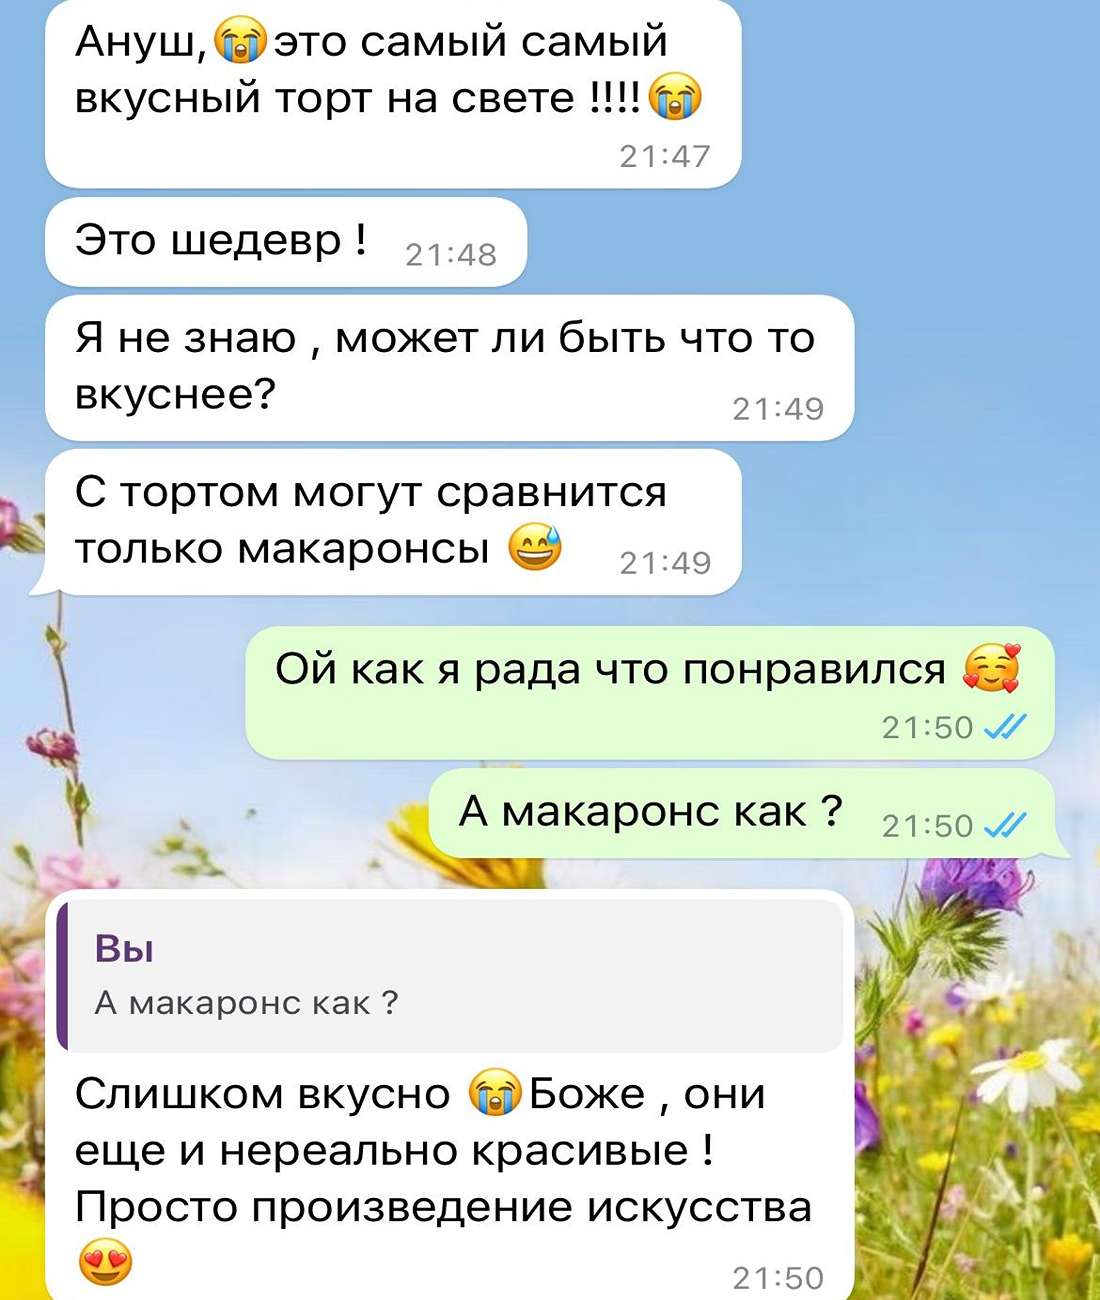 Ануш,😭это самый самый
вкусный торт на свете !!!!😭
21:47
Это шедевр ! 21:48
Я не знаю , может ли быть что то
вкуснее? 21:49
С тортом могут сравнится
только макаронсы 😅 21:49
Ой как я рада что понравился 🥰
21:50
А макаронс как ? 21:50
Вы
А макаронс как ?
Слишком вкусно 😭Боже , они
еще и нереально красивые !
Просто произведение искусства
😍 21:50